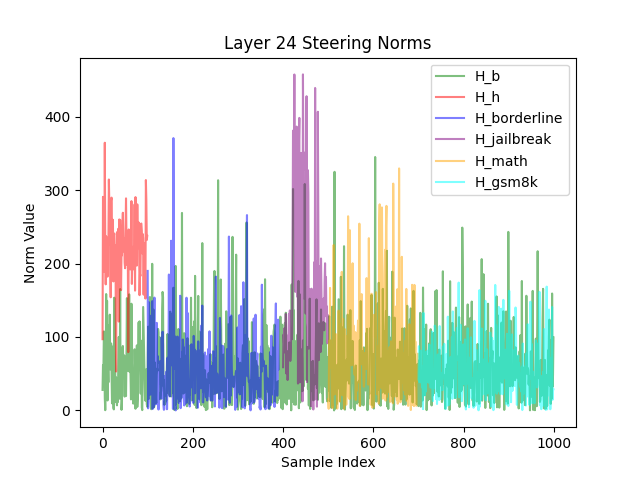 Layer 24 Steering Norms
Norm Value
400
300
200
100
0
H_b
H_h
H_borderline
H_jailbreak
H_math
H_gsm8k
0
200
400
600
800
1000
Sample Index